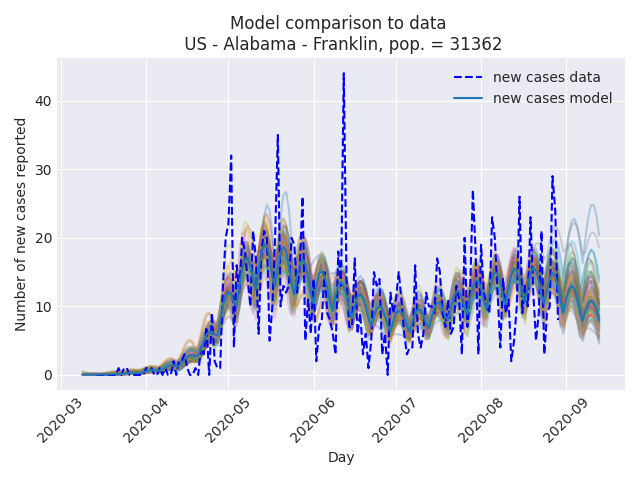 Model comparison to data
US - Alabama - Franklin, pop. = 31362
new cases data
new cases model
Number of new cases reported
40
30
20
10
0
2020-03
2020-04
2020-05
2020-06
2020-07
2020-08
2020-09
Day